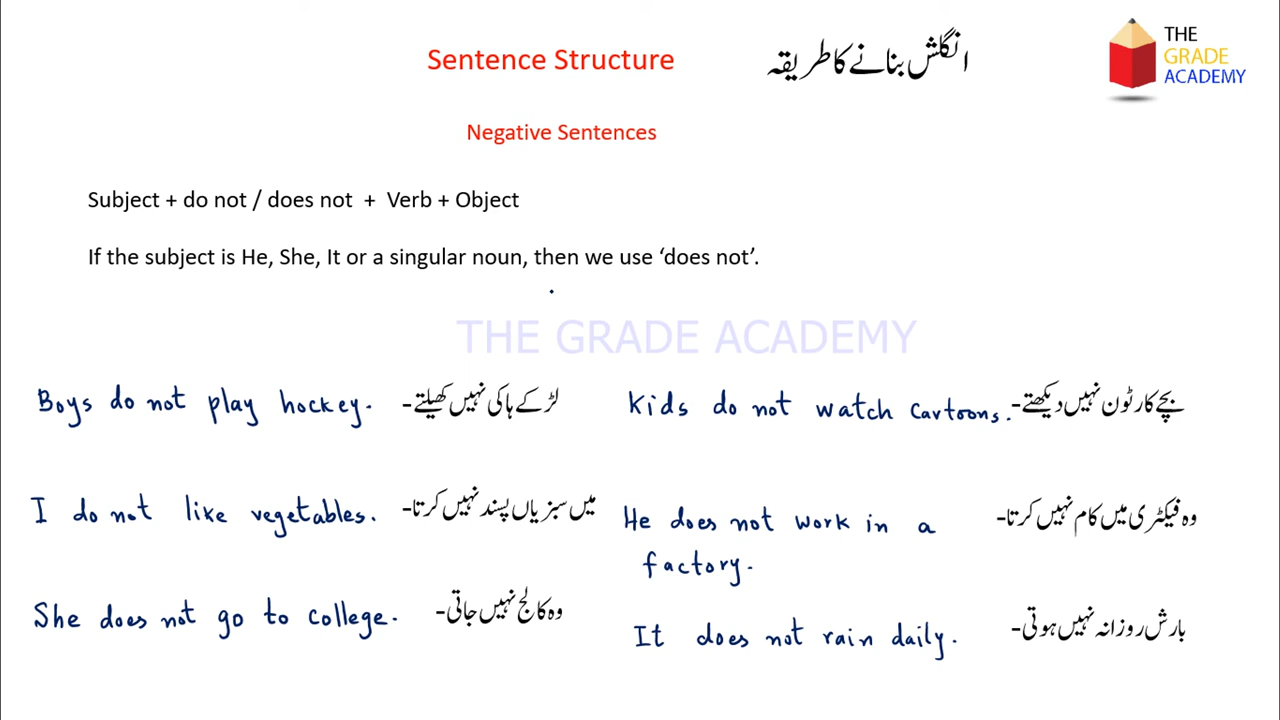 Sentence Structure
انگلش بنانے کا طریقہ
THE
GRADE
ACADEMY
Negative Sentences
Subject + do not / does not + Verb + Object
If the subject is He, She, It or a singular noun, then we use ‘does not’.
THE GRADE ACADEMY
Boys do not play hockey.
لڑکے ہاکی نہیں کھیلتے-
Kids do not watch cartoons.
بچے کارٹون نہیں دیکھتے-
I do not like vegetables.
میں سبزیاں پسند نہیں کرتا-
He does not work in a
factory.
وہ فیکٹری میں کام نہیں کرتا-
She does not go to college.
وہ کالج نہیں جاتی-
It does not rain daily.
بارش روزانہ نہیں ہوتی-